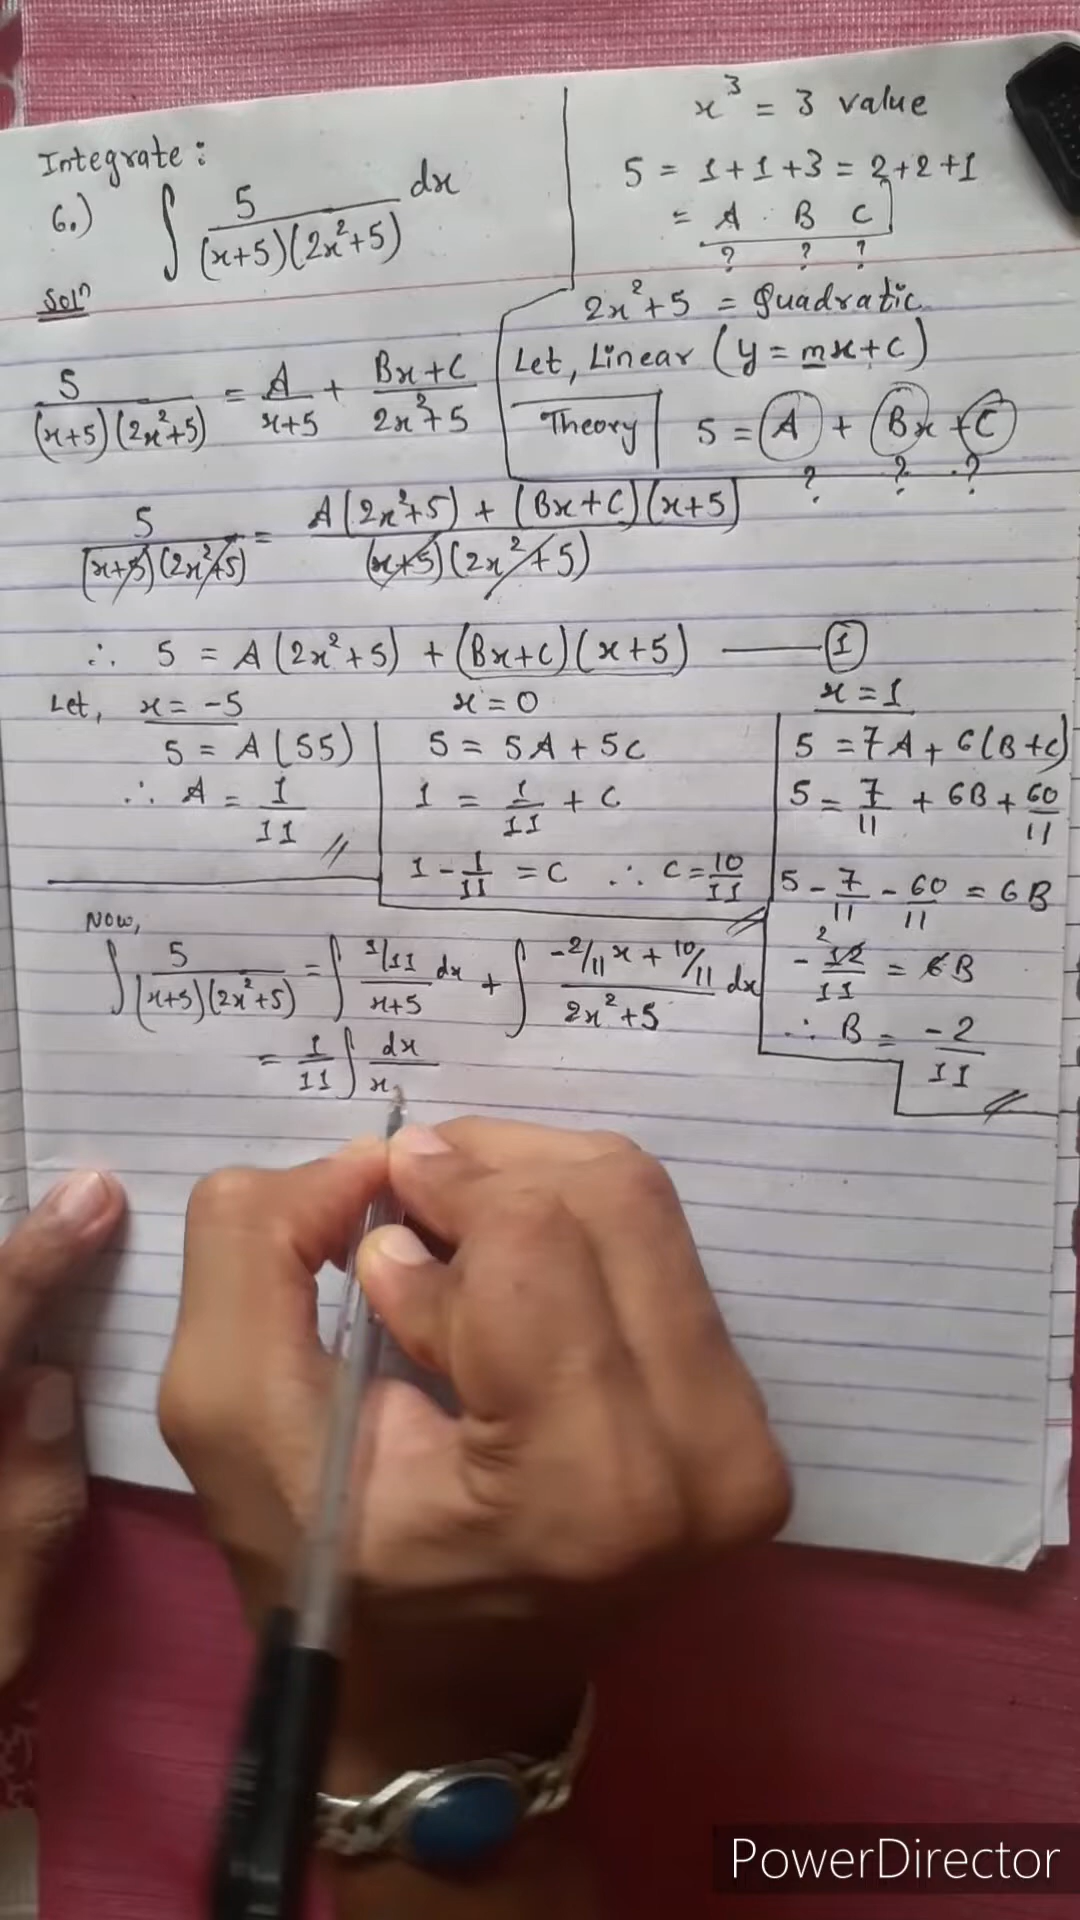 Integrate :
6.) ∫ 5/((x+5)(2x²+5)) dx
x³ = 3 value
5 = 1+1+3 = 2+2+1
= A B C
? ? ?
Solⁿ
2x²+5 = Quadratic
Let, Linear (y = mx+c)
Theory 5 = A + Bx + C
? ? ?
5/((x+5)(2x²+5)) = A/(x+5) + (Bx+C)/(2x²+5)
5/((x+5)(2x²+5)) = (A(2x²+5) + (Bx+C)(x+5))/((x+5)(2x²+5))
∴ 5 = A(2x²+5) + (Bx+C)(x+5) —— 1
Let, x = -5
5 = A(55)
∴ A = 1/11
x = 0
5 = 5A + 5C
1 = 1/11 + C
1 - 1/11 = C ∴ C = 10/11
x = 1
5 = 7A + 6(B+C)
5 = 7/11 + 6B + 60/11
5 - 7/11 - 60/11 = 6B
2
-12/11 = 6B
∴ B = -2/11
Now,
∫ 5/((x+5)(2x²+5)) = ∫ (1/11)/(x+5) dx + ∫ (-2/11 x + 10/11)/(2x²+5) dx
= 1/11 ∫ dx/x
PowerDirector